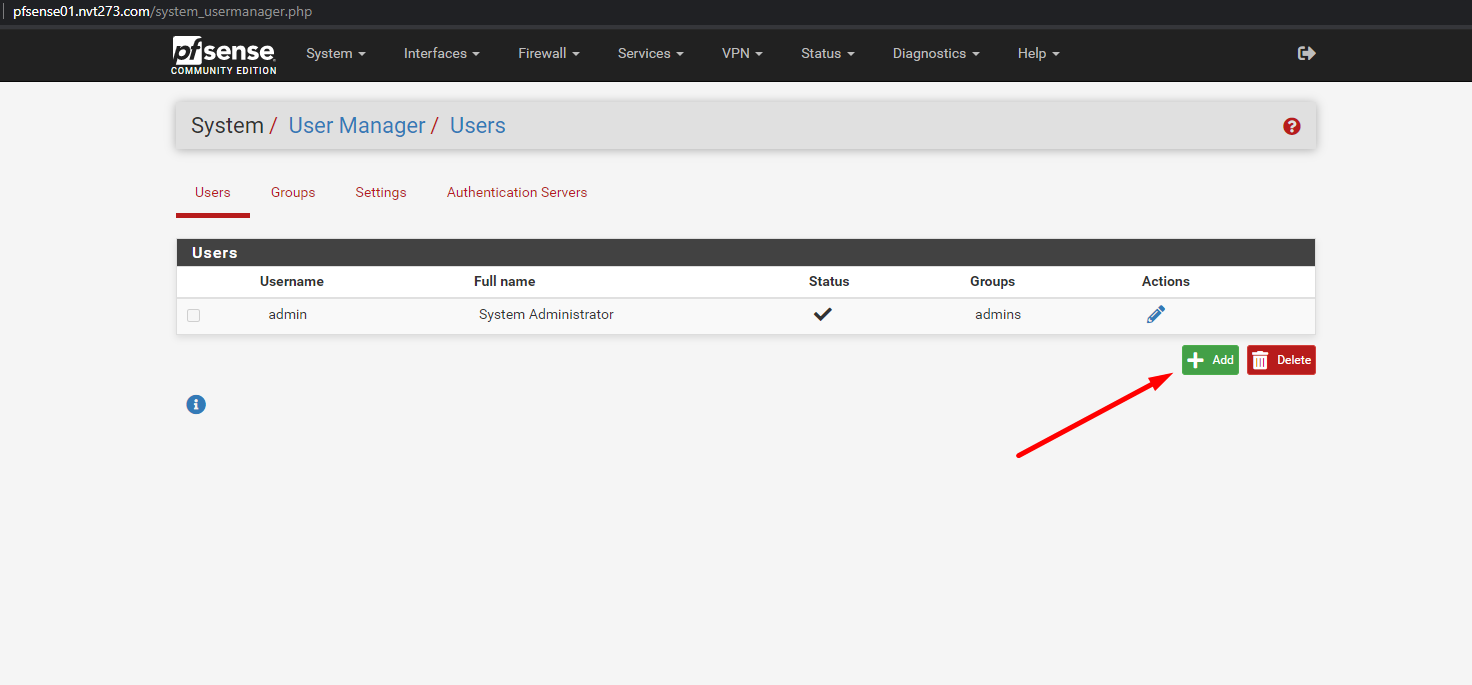 pfsense01.nvt273.com/system_usermanager.php
pfsense System Interfaces Firewall Services VPN Status Diagnostics Help
COMMUNITY EDITION
System / User Manager / Users
Users Groups Settings Authentication Servers
Users
Username Full name Status Groups Actions
admin System Administrator admins
Add Delete